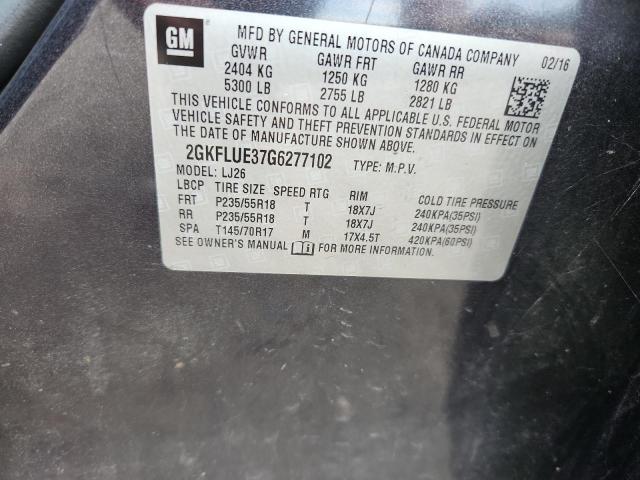 GM
MFD BY GENERAL MOTORS OF CANADA COMPANY 02/16
GVWR GAWR FRT GAWR RR
2404 KG 1250 KG 1280 KG
5300 LB 2755 LB 2821 LB
THIS VEHICLE CONFORMS TO ALL APPLICABLE U.S. FEDERAL MOTOR
VEHICLE SAFETY AND THEFT PREVENTION STANDARDS IN EFFECT ON
THE DATE OF MANUFACTURE SHOWN ABOVE.
2GKFLUE37G6277102 TYPE: M.P.V.
MODEL: LJ26
LBCP TIRE SIZE SPEED RTG RIM COLD TIRE PRESSURE
FRT P235/55R18 T 18X7J 240KPA(35PSI)
RR P235/55R18 T 18X7J 240KPA(35PSI)
SPA T145/70R17 M 17X4.5T 420KPA(60PSI)
SEE OWNER'S MANUAL FOR MORE INFORMATION.